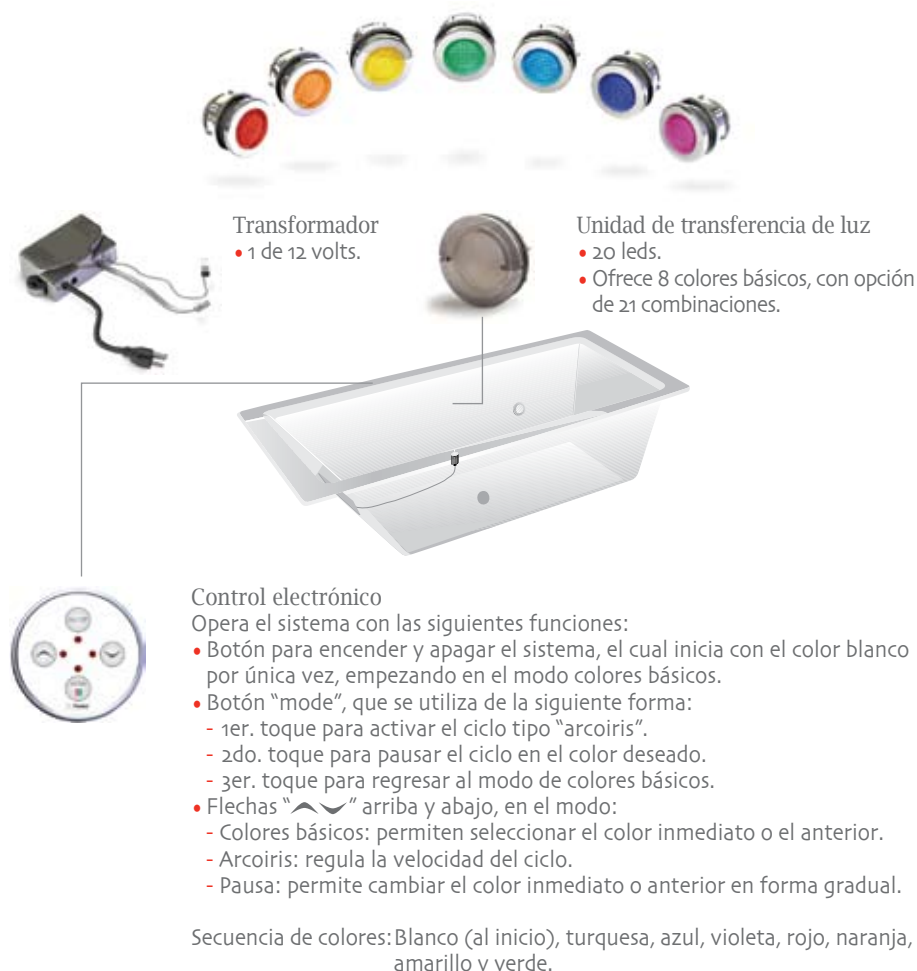 Transformador
• 1 de 12 volts.
Unidad de transferencia de luz
• 20 leds.
• Ofrece 8 colores básicos, con opción
de 21 combinaciones.
Control electrónico
Opera el sistema con las siguientes funciones:
• Botón para encender y apagar el sistema, el cual inicia con el color blanco
por única vez, empezando en el modo colores básicos.
• Botón "mode", que se utiliza de la siguiente forma:
- 1er. toque para activar el ciclo tipo "arcoiris".
- 2do. toque para pausar el ciclo en el color deseado.
- 3er. toque para regresar al modo de colores básicos.
• Flechas " " arriba y abajo, en el modo:
- Colores básicos: permiten seleccionar el color inmediato o el anterior.
- Arcoiris: regula la velocidad del ciclo.
- Pausa: permite cambiar el color inmediato o anterior en forma gradual.
Secuencia de colores: Blanco (al inicio), turquesa, azul, violeta, rojo, naranja,
amarillo y verde.